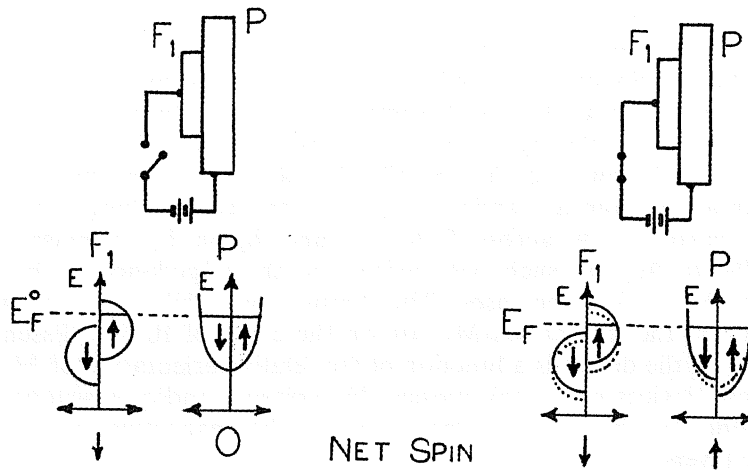 F₁ P
F₁ P
F₁ P
E E
E°F
↓ ↑ ↓ ↑
↓ O
NET SPIN
F₁ P
E E
EF
↓ ↑ ↓ ↑
↓ ↑